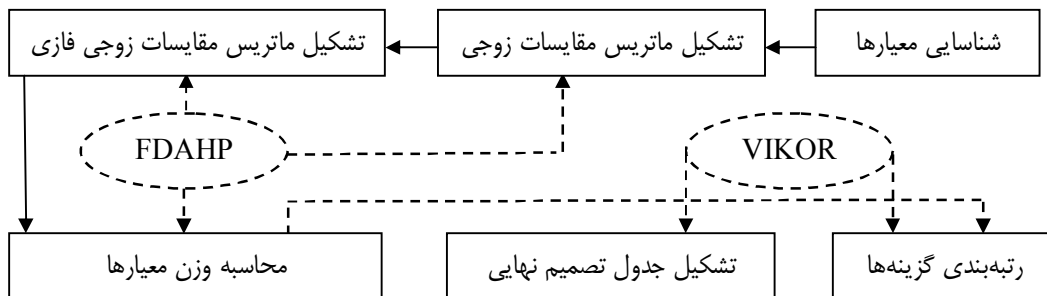 شناسایی معیارها
تشکیل ماتریس مقایسات زوجی
تشکیل ماتریس مقایسات زوجی فازی
VIKOR
FDAHP
رتبه‌بندی گزینه‌ها
تشکیل جدول تصمیم نهایی
محاسبه وزن معیارها